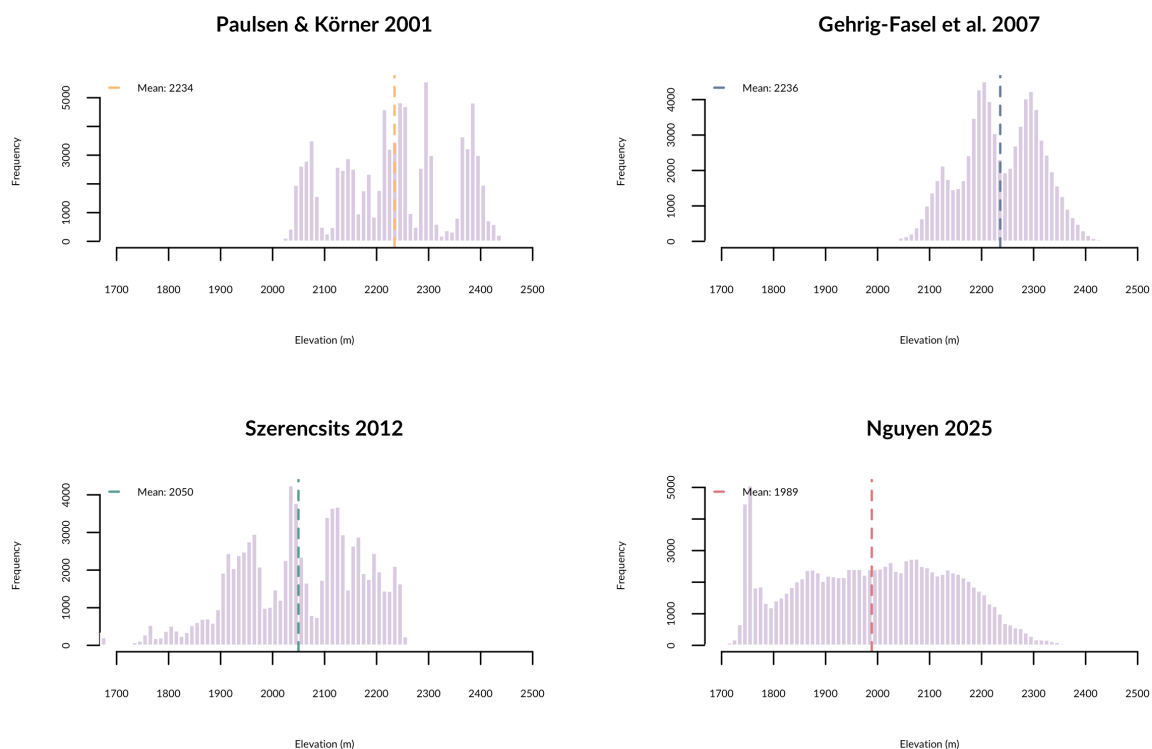 Paulsen & Körner 2001
Mean: 2234
Frequency
5000
3000
1000
0
1700 1800 1900 2000 2100 2200 2300 2400 2500
Elevation (m)
Gehrig-Fasel et al. 2007
Mean: 2236
Frequency
4000
3000
2000
1000
0
1700 1800 1900 2000 2100 2200 2300 2400 2500
Elevation (m)
Szerencsits 2012
Mean: 2050
Frequency
4000
3000
2000
1000
0
1700 1800 1900 2000 2100 2200 2300 2400 2500
Elevation (m)
Nguyen 2025
Mean: 1989
Frequency
5000
3000
1000
0
1700 1800 1900 2000 2100 2200 2300 2400 2500
Elevation (m)